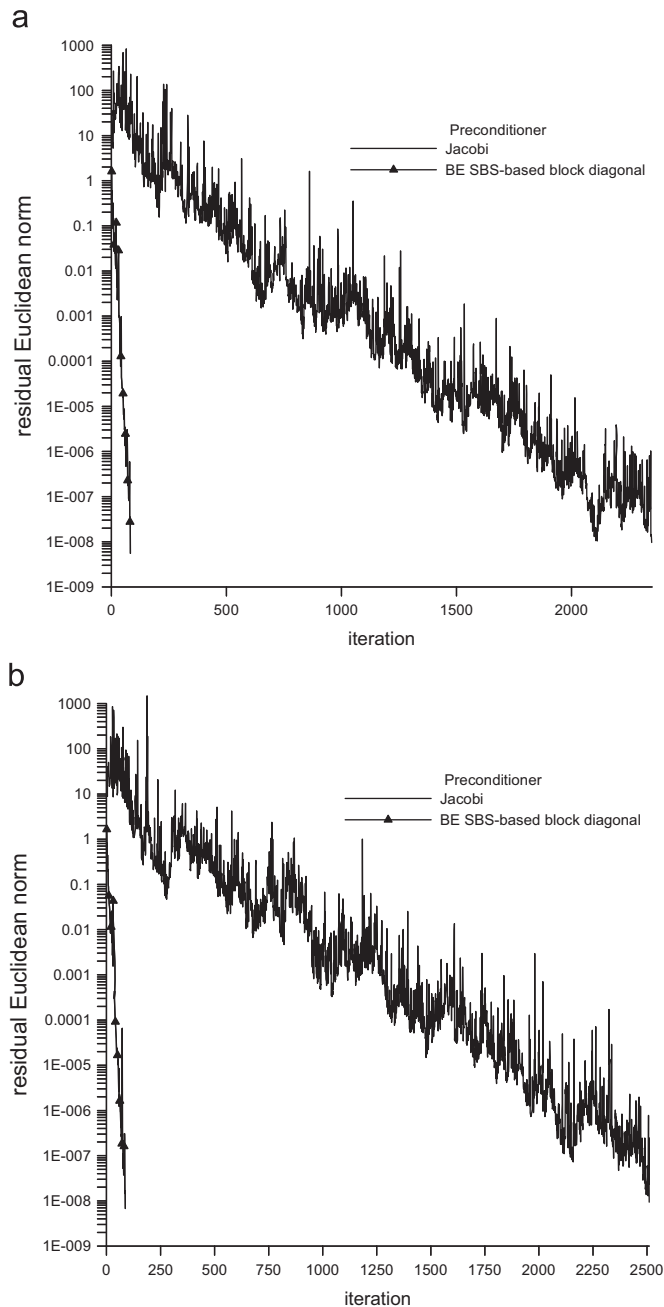 a
1000
100
10
1
0.1
0.01
0.001
0.0001
1E-005
1E-006
1E-007
1E-008
1E-009
residual Euclidean norm
Preconditioner
Jacobi
BE SBS-based block diagonal
0 500 1000 1500 2000
iteration
b
1000
100
10
1
0.1
0.01
0.001
0.0001
1E-005
1E-006
1E-007
1E-008
1E-009
residual Euclidean norm
Preconditioner
Jacobi
BE SBS-based block diagonal
0 250 500 750 1000 1250 1500 1750 2000 2250 2500
iteration